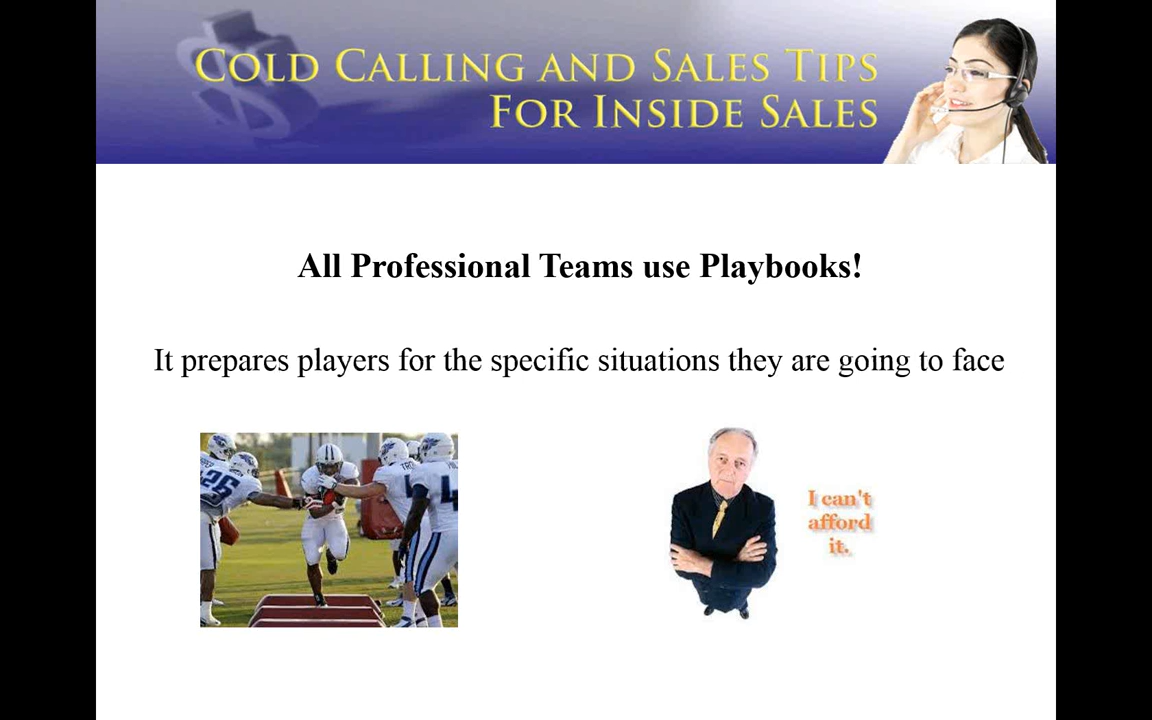 COLD CALLING AND SALES TIPS
FOR INSIDE SALES
All Professional Teams use Playbooks!
It prepares players for the specific situations they are going to face
26
I can't
afford
it.